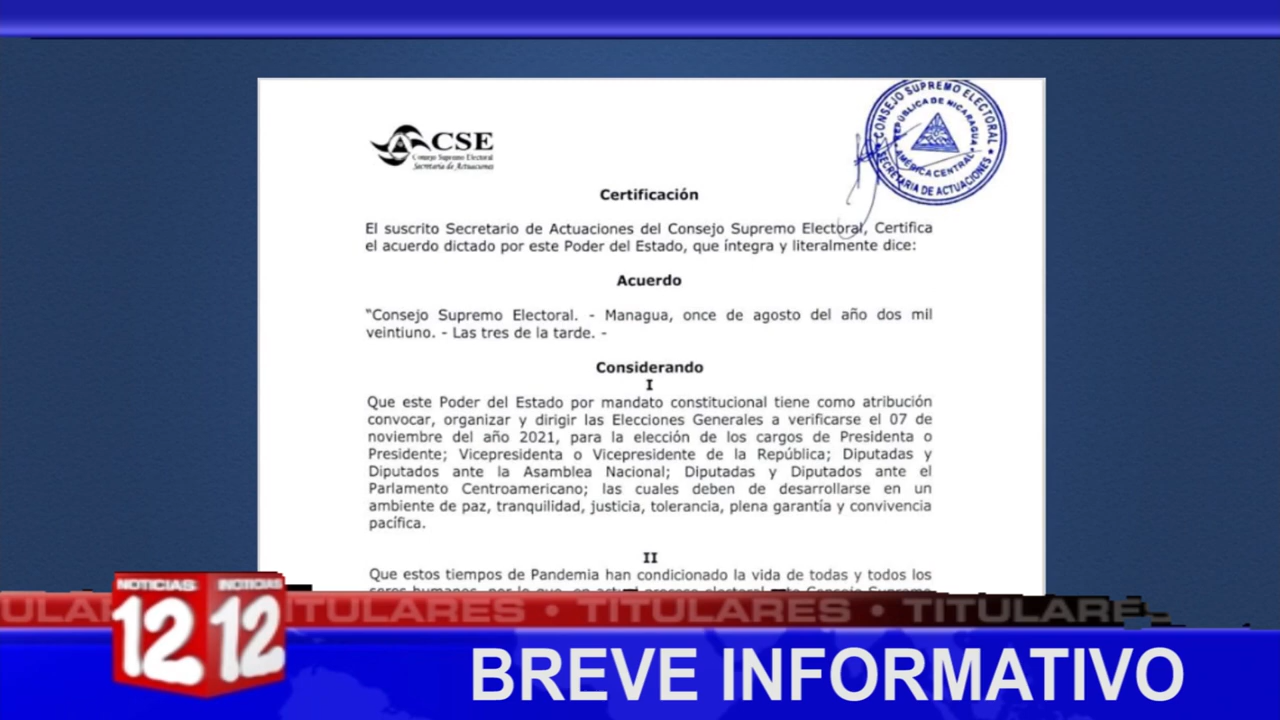 CSE
Consejo Supremo Electoral
Secretaría de Actuaciones
CONSEJO SUPREMO ELECTORAL
REPÚBLICA DE NICARAGUA
AMÉRICA CENTRAL
SECRETARIA DE ACTUACIONES
Certificación
El suscrito Secretario de Actuaciones del Consejo Supremo Electoral, Certifica
el acuerdo dictado por este Poder del Estado, que íntegra y literalmente dice:
Acuerdo
"Consejo Supremo Electoral. - Managua, once de agosto del año dos mil
veintiuno. - Las tres de la tarde. -
Considerando
I
Que este Poder del Estado por mandato constitucional tiene como atribución
convocar, organizar y dirigir las Elecciones Generales a verificarse el 07 de
noviembre del año 2021, para la elección de los cargos de Presidenta o
Presidente; Vicepresidenta o Vicepresidente de la República; Diputadas y
Diputados ante la Asamblea Nacional; Diputadas y Diputados ante el
Parlamento Centroamericano; las cuales deben de desarrollarse en un
ambiente de paz, tranquilidad, justicia, tolerancia, plena garantía y convivencia
pacífica.
II
Que estos tiempos de Pandemia han condicionado la vida de todas y todos los
TULAR TITULARES • TITULARES • TITULARES
NOTICIAS NOTICIAS
12 12
BREVE INFORMATIVO